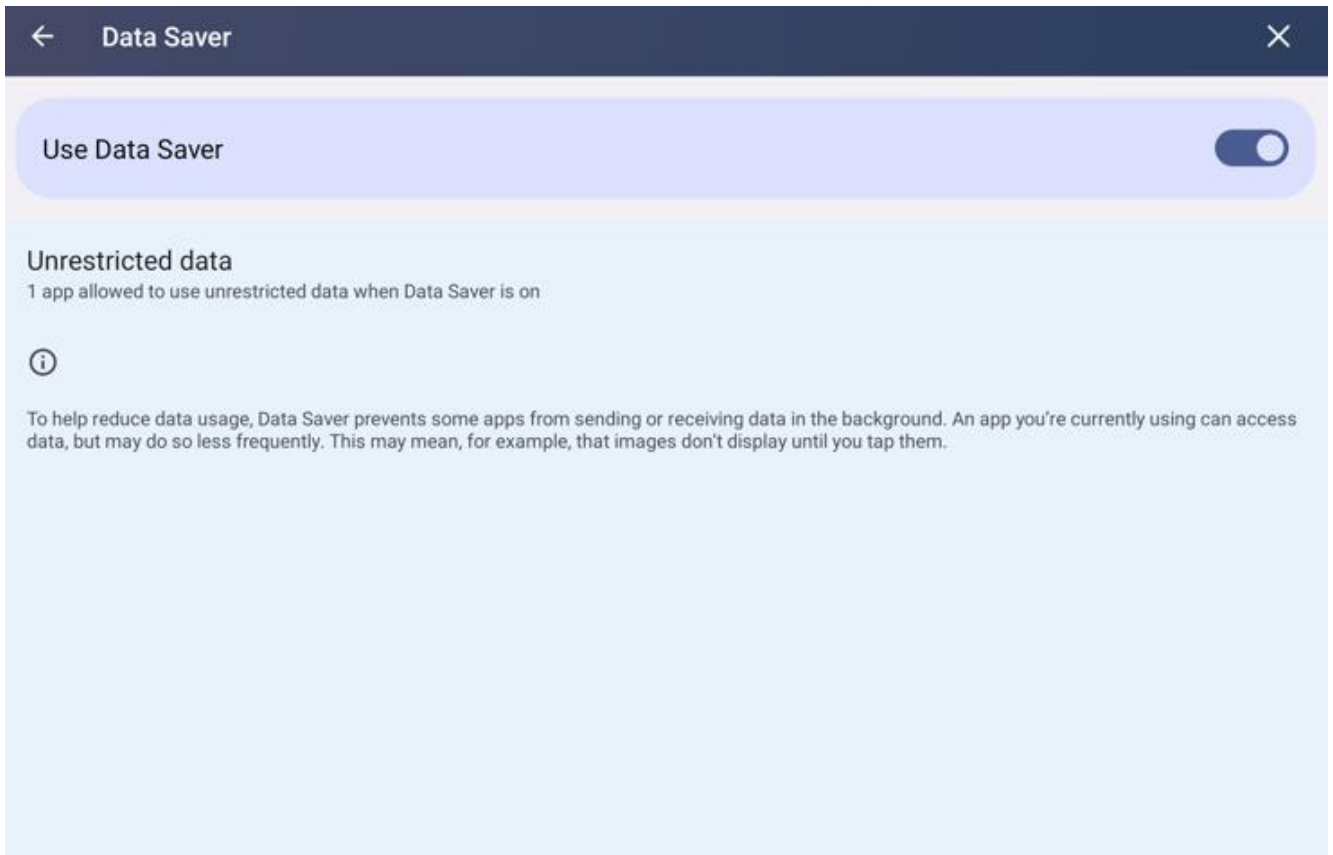 Data Saver
Use Data Saver
Unrestricted data
1 app allowed to use unrestricted data when Data Saver is on
To help reduce data usage, Data Saver prevents some apps from sending or receiving data in the background. An app you’re currently using can access
data, but may do so less frequently. This may mean, for example, that images don’t display until you tap them.